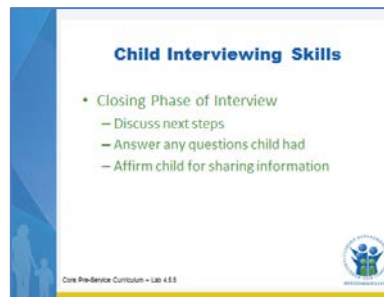 Child Interviewing Skills
• Closing Phase of Interview
– Discuss next steps
– Answer any questions child had
– Affirm child for sharing information
Core Pre-Service Curriculum – Lab 4.5.5